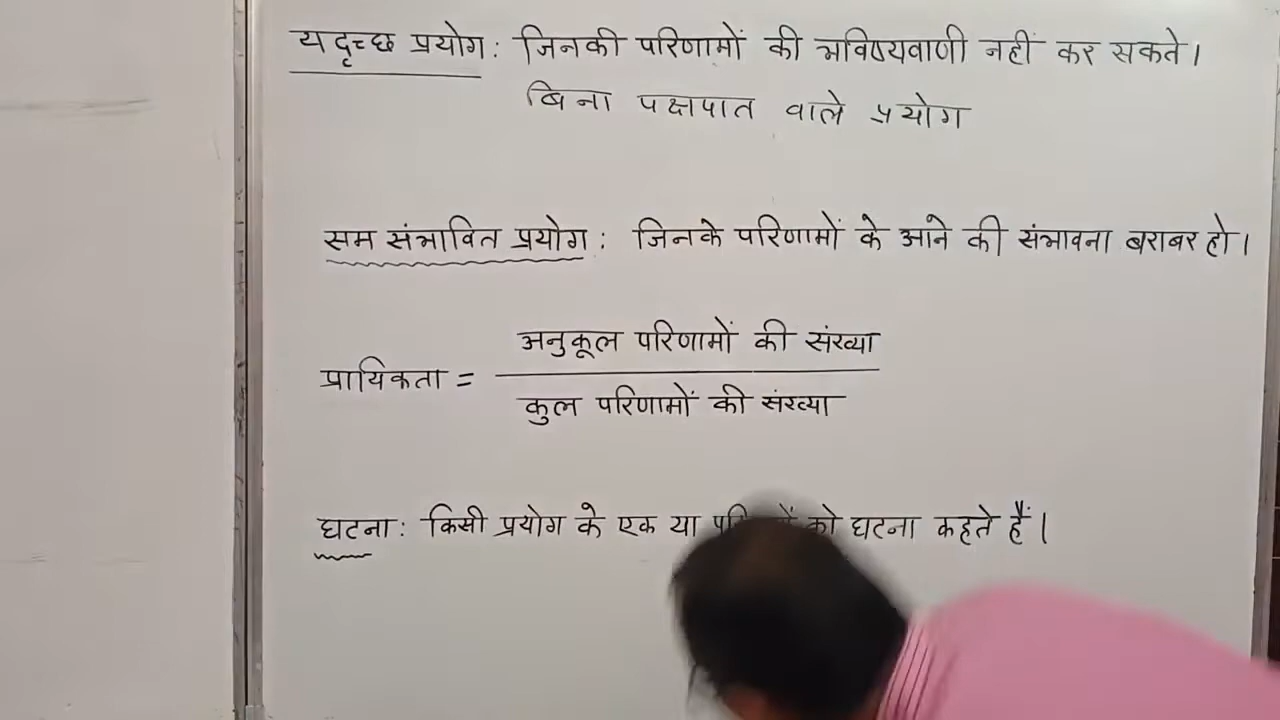 यदृच्छ प्रयोग : जिनकी परिणामों की भविष्यवाणी नहीं कर सकते।
बिना पक्षपात वाले प्रयोग
सम संभावित प्रयोग : जिनके परिणामों के आने की संभावना बराबर हो।
प्रायिकता = अनुकूल परिणामों की संख्या
कुल परिणामों की संख्या
घटना : किसी प्रयोग के एक या को घटना कहते हैं।